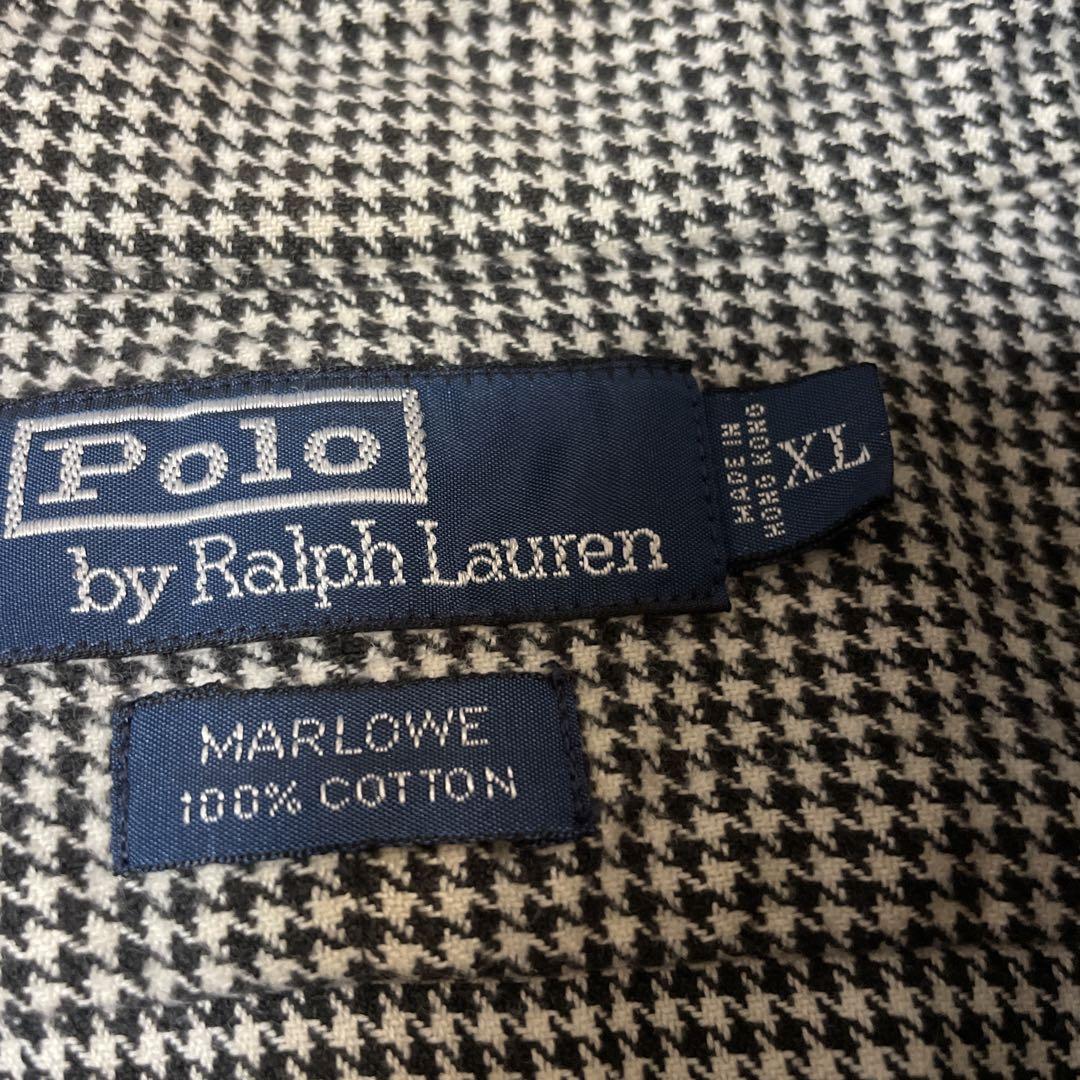 Polo
by Ralph Lauren
MADE IN
HONG KONG
XL
MARLOWE
100% COTTON